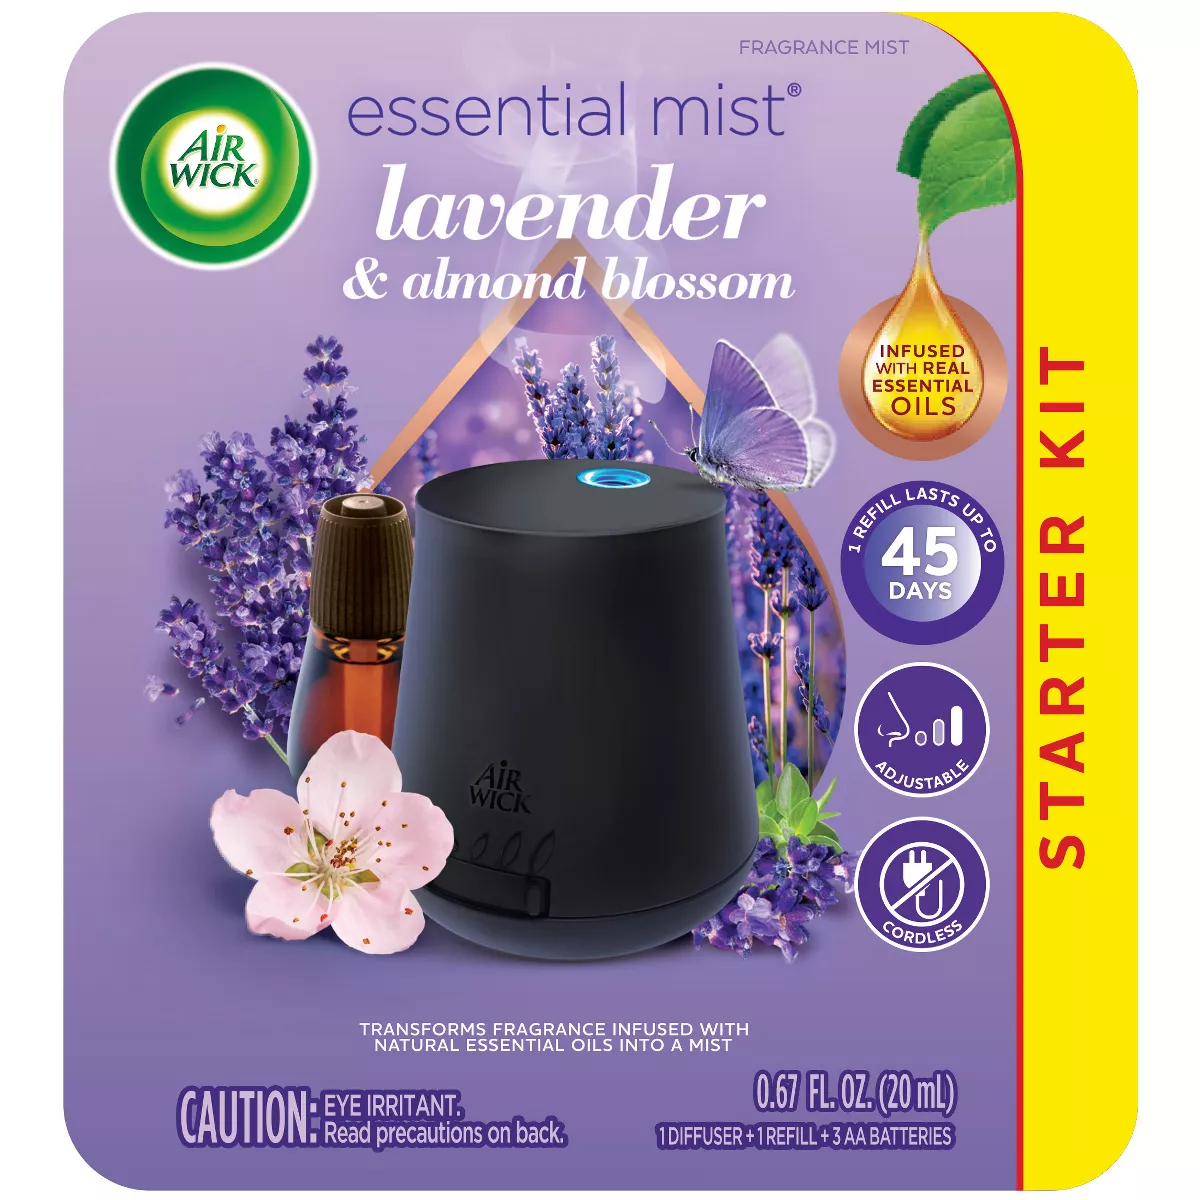 FRAGRANCE MIST
AIR
WICK®
essential mist®
lavender
& almond blossom
INFUSED
WITH REAL
ESSENTIAL
OILS
1 REFILL LASTS UP TO
45
DAYS
ADJUSTABLE
CORDLESS
STARTER KIT
AIR
WICK
TRANSFORMS FRAGRANCE INFUSED WITH
NATURAL ESSENTIAL OILS INTO A MIST
CAUTION: EYE IRRITANT.
Read precautions on back.
0.67 FL. OZ. (20 mL)
1 DIFFUSER + 1 REFILL + 3 AA BATTERIES